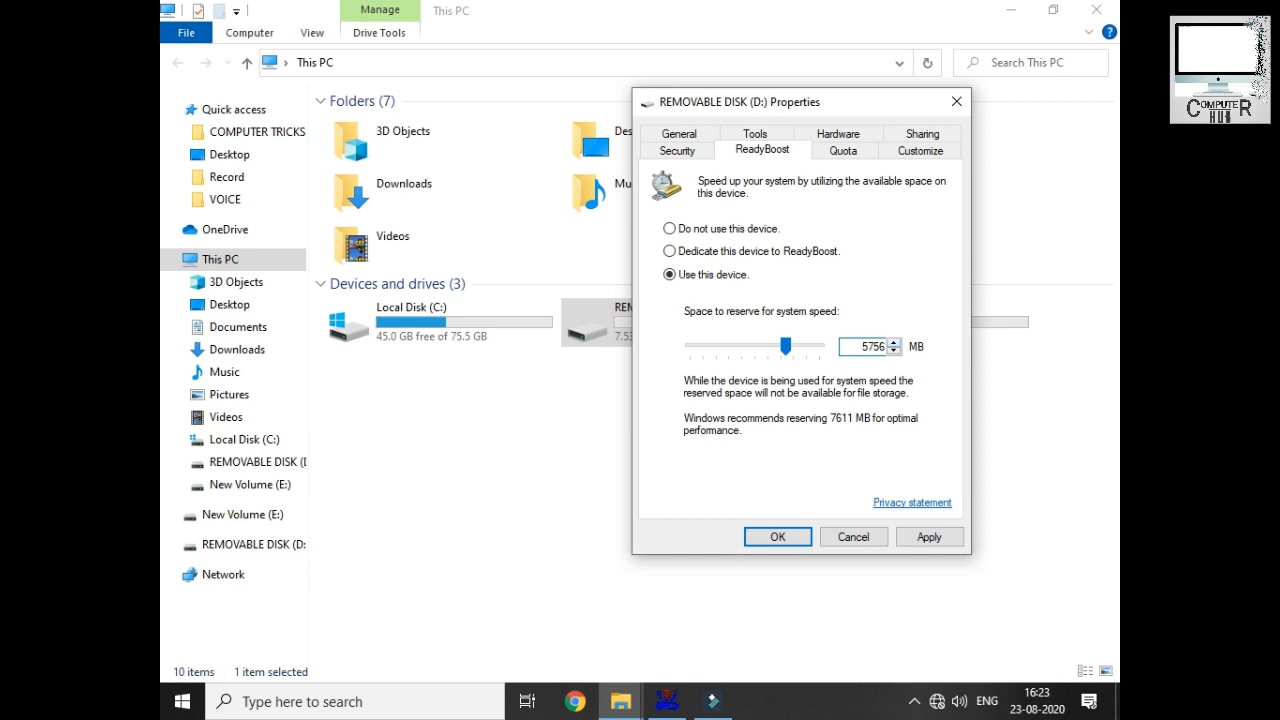 Manage
This PC
File
Computer
View
Drive Tools
This PC
Search This PC
Quick access
COMPUTER TRICKS
Desktop
Record
VOICE
OneDrive
This PC
3D Objects
Desktop
Documents
Downloads
Music
Pictures
Videos
Local Disk (C:)
REMOVABLE DISK (
New Volume (E:)
New Volume (E:)
REMOVABLE DISK (D:
Network
Folders (7)
3D Objects
Des
Downloads
Mu
Videos
Devices and drives (3)
Local Disk (C:)
45.0 GB free of 75.5 GB
RE
7.53
REMOVABLE DISK (D:) Properties
General
Tools
Hardware
Sharing
Security
ReadyBoost
Quota
Customize
Speed up your system by utilizing the available space on
this device.
Do not use this device.
Dedicate this device to ReadyBoost.
Use this device.
Space to reserve for system speed:
5756
MB
While the device is being used for system speed the
reserved space will not be available for file storage.
Windows recommends reserving 7611 MB for optimal
performance.
Privacy statement
OK
Cancel
Apply
10 items
1 item selected
Type here to search
ENG
16:23
23-08-2020
COMPUTER
HUB